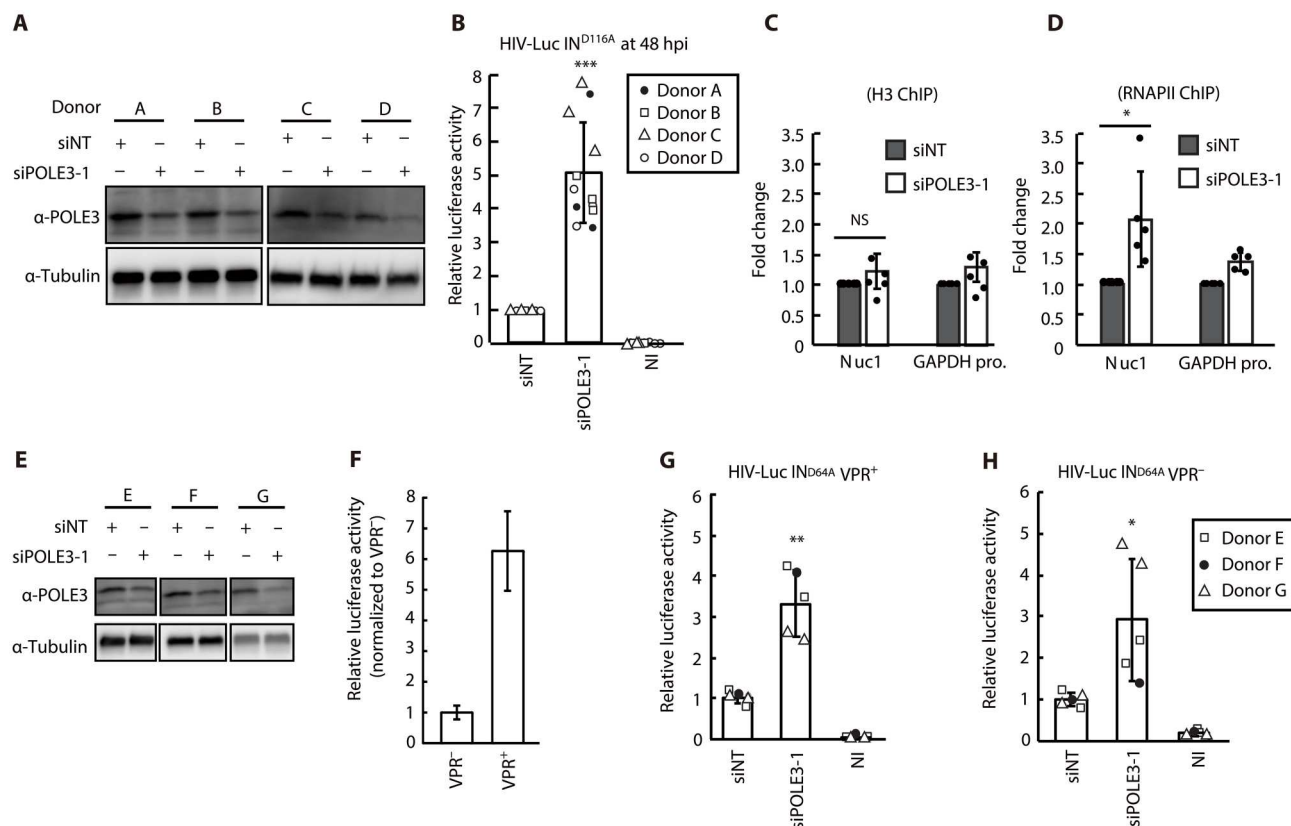 A
Donor A B C D
siNT + – + – + – + –
siPOLE3-1 – + – + – + – +
α-POLE3
α-Tubulin
B
HIV-Luc IN^D116A at 48 hpi
***
Relative luciferase activity
8
7
6
5
4
3
2
1
0
siNT
siPOLE3-1
NI
Donor A
Donor B
Donor C
Donor D
C
(H3 ChIP)
Fold change
3.5
3.0
2.5
2.0
1.5
1.0
0.5
0
siNT
siPOLE3-1
NS
Nuc1 GAPDH pro.
D
(RNAPII ChIP)
Fold change
3.5
3.0
2.5
2.0
1.5
1.0
0.5
0
*
siNT
siPOLE3-1
Nuc1 GAPDH pro.
E
E F G
siNT + – + – + –
siPOLE3-1 – + – + – +
α-POLE3
α-Tubulin
F
Relative luciferase activity
(normalized to VPR⁻)
8
7
6
5
4
3
2
1
0
VPR⁻
VPR⁺
G
HIV-Luc IN^D64A VPR⁺
Relative luciferase activity
6
5
4
3
2
1
0
**
siNT
siPOLE3-1
NI
H
HIV-Luc IN^D64A VPR⁻
Relative luciferase activity
6
5
4
3
2
1
0
*
siNT
siPOLE3-1
NI
Donor E
Donor F
Donor G